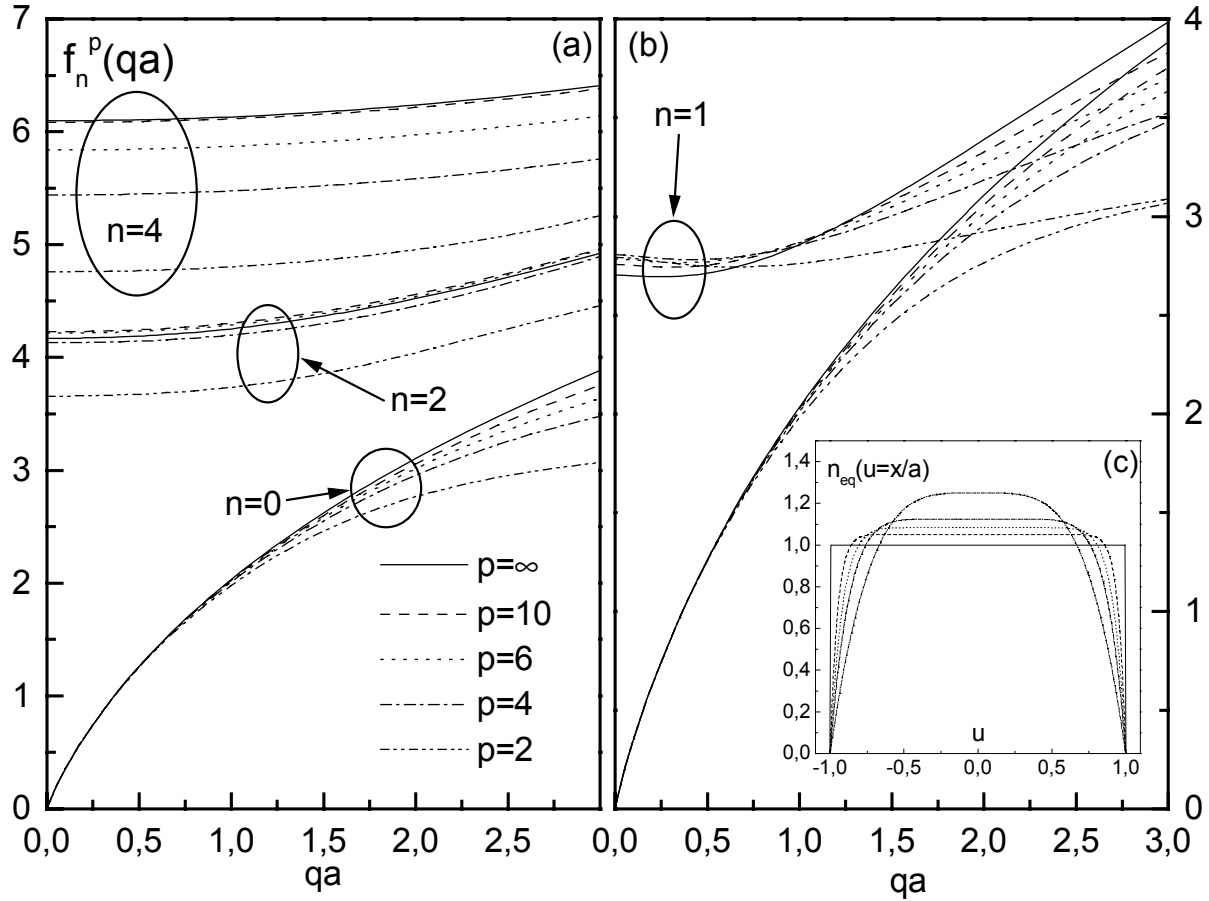 7
6
5
4
3
2
1
0
f_n^p(qa)
(a)
n=4
n=2
n=0
p=∞
p=10
p=6
p=4
p=2
0,0 0,5 1,0 1,5 2,0 2,5
qa
(b)
n=1
4
3
2
1
0
0,0 0,5 1,0 1,5 2,0 2,5 3,0
qa
n_eq(u=x/a)
(c)
1,4
1,2
1,0
0,8
0,6
0,4
0,2
0,0
u
-1,0 -0,5 0,0 0,5 1,0